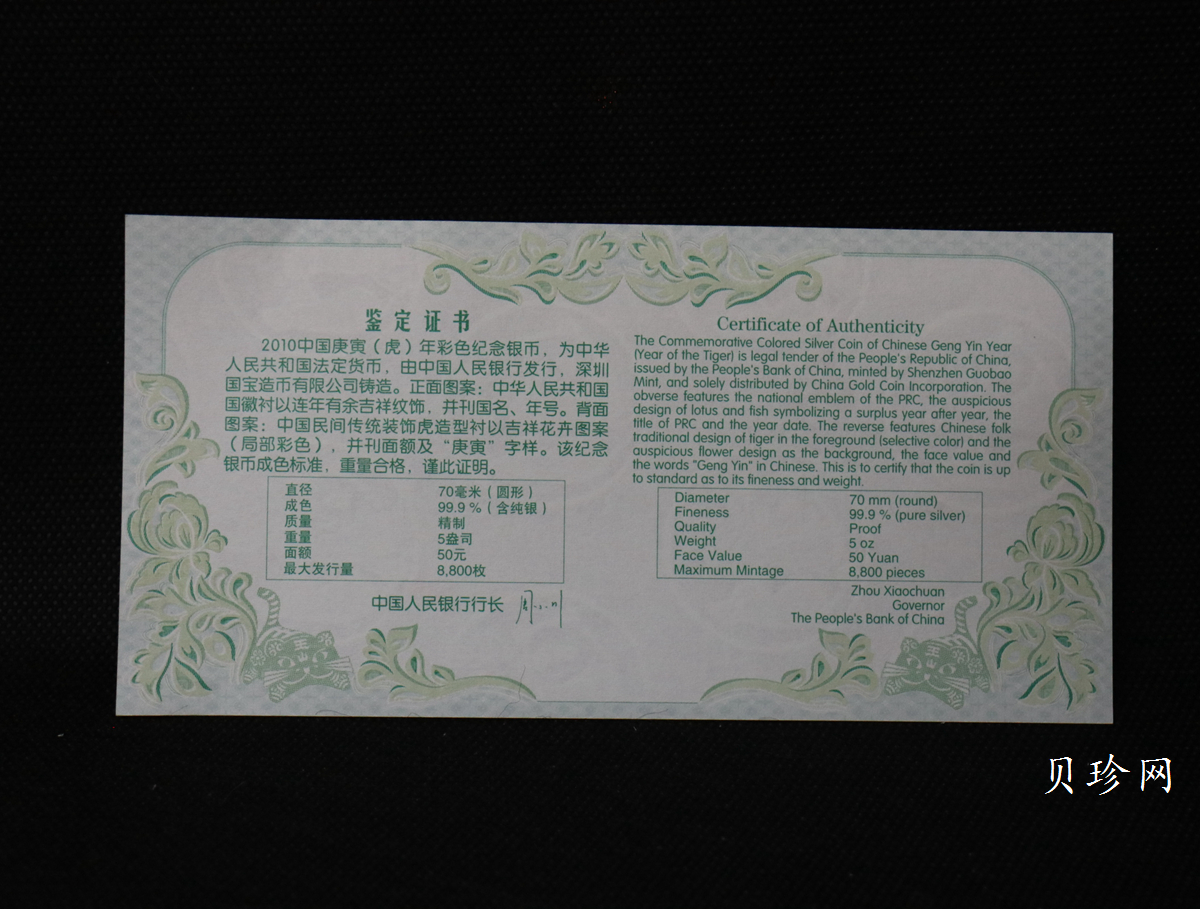 鉴定证书
2010中国庚寅（虎）年彩色纪念银币，为中华
人民共和国法定货币，由中国人民银行发行，深圳
国宝造币有限公司铸造。正面图案：中华人民共和国
国徽衬以连年有余吉祥纹饰，并刊国名、年号。背面
图案：中国民间传统装饰虎造型衬以吉祥花卉图案
（局部彩色），并刊面额及“庚寅”字样。该纪念
银币成色标准，重量合格，谨此证明。
直径 70毫米（圆形）
成色 99.9 %（含纯银）
质量 精制
重量 5盎司
面额 50元
最大发行量 8,800枚
中国人民银行行长
Certificate of Authenticity
The Commemorative Colored Silver Coin of Chinese Geng Yin Year
(Year of the Tiger) is legal tender of the People's Republic of China,
issued by the People's Bank of China, minted by Shenzhen Guobao
Mint, and solely distributed by China Gold Coin Incorporation. The
obverse features the national emblem of the PRC, the auspicious
design of lotus and fish symbolizing a surplus year after year, the
title of PRC and the year date. The reverse features Chinese folk
traditional design of tiger in the foreground (selective color) and the
auspicious flower design as the background, the face value and
the words "Geng Yin" in Chinese. This is to certify that the coin is up
to standard as to its fineness and weight.
Diameter 70 mm (round)
Fineness 99.9 % (pure silver)
Quality Proof
Weight 5 oz
Face Value 50 Yuan
Maximum Mintage 8,800 pieces
Zhou Xiaochuan
Governor
The People's Bank of China
王
王
贝珍网